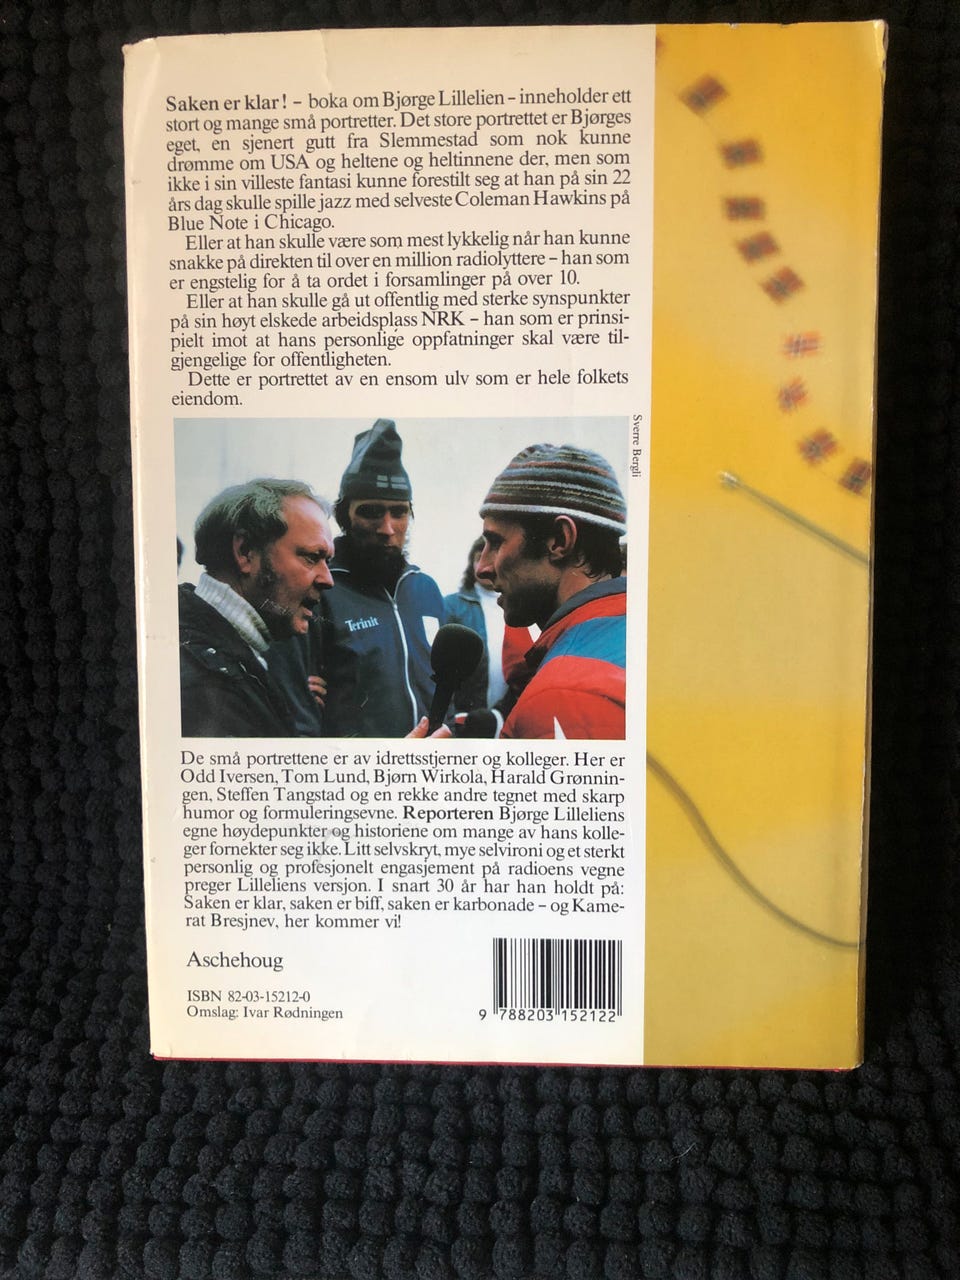 Saken er klar! – boka om Bjørge Lillelien – inneholder ett
stort og mange små portretter. Det store portrettet er Bjørges
eget, en sjenert gutt fra Slemmestad som nok kunne
drømme om USA og heltene og heltinnene der, men som
ikke i sin villeste fantasi kunne forestilt seg at han på sin 22
års dag skulle spille jazz med selveste Coleman Hawkins på
Blue Note i Chicago.
Eller at han skulle være som mest lykkelig når han kunne
snakke på direkten til over en million radiolyttere – han som
er engstelig for å ta ordet i forsamlinger på over 10.
Eller at han skulle gå ut offentlig med sterke synspunkter
på sin høyt elskede arbeidsplass NRK – han som er prinsi-
pielt imot at hans personlige oppfatninger skal være til-
gjengelige for offentligheten.
Dette er portrettet av en ensom ulv som er hele folkets
eiendom.
Sverre Bergli
Terinit
De små portrettene er av idrettsstjerner og kolleger. Her er
Odd Iversen, Tom Lund, Bjørn Wirkola, Harald Grønnin-
gen, Steffen Tangstad og en rekke andre tegnet med skarp
humor og formuleringsevne. Reporteren Bjørge Lilleliens
egne høydepunkter og historiene om mange av hans kolle-
ger fornekter seg ikke. Litt selvskryt, mye selvironi og et sterkt
personlig og profesjonelt engasjement på radioens vegne
preger Lilleliens versjon. I snart 30 år har han holdt på:
Saken er klar, saken er biff, saken er karbonade – og Kame-
rat Bresjnev, her kommer vi!
Aschehoug
ISBN 82-03-15212-0
Omslag: Ivar Rødningen
9 788203 152122